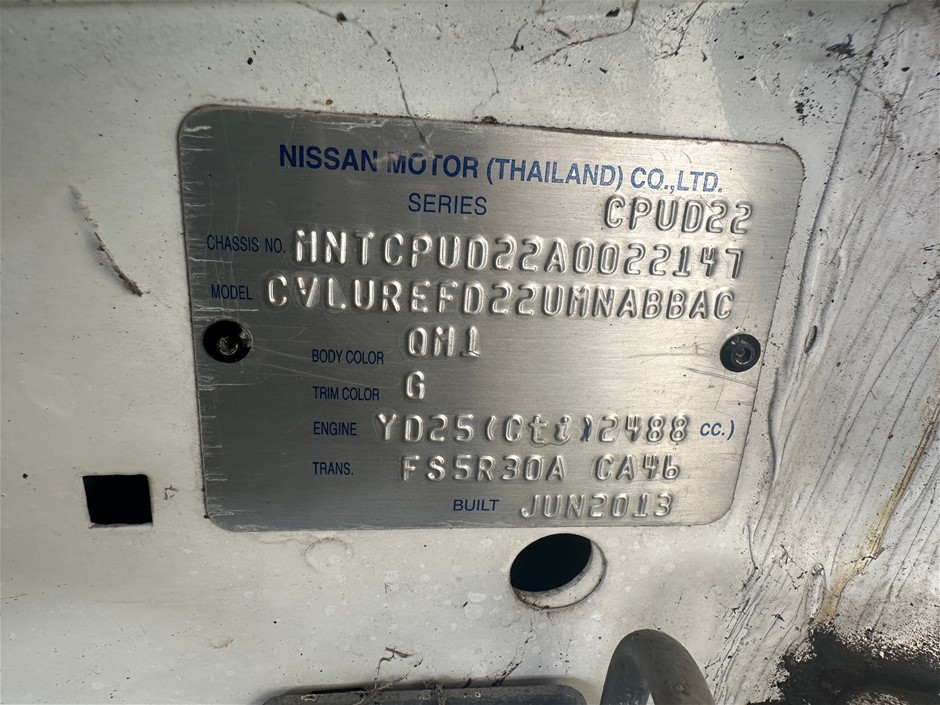 NISSAN MOTOR (THAILAND) CO.,LTD.
SERIES CPUD22
CHASSIS NO. MNTCPUD22A0022147
MODEL CVLUREFD22UMNABBAC
BODY COLOR QM1
TRIM COLOR G
ENGINE YD25(Cti)2488 CC.)
TRANS. FS5R30A CA46
BUILT JUN2013